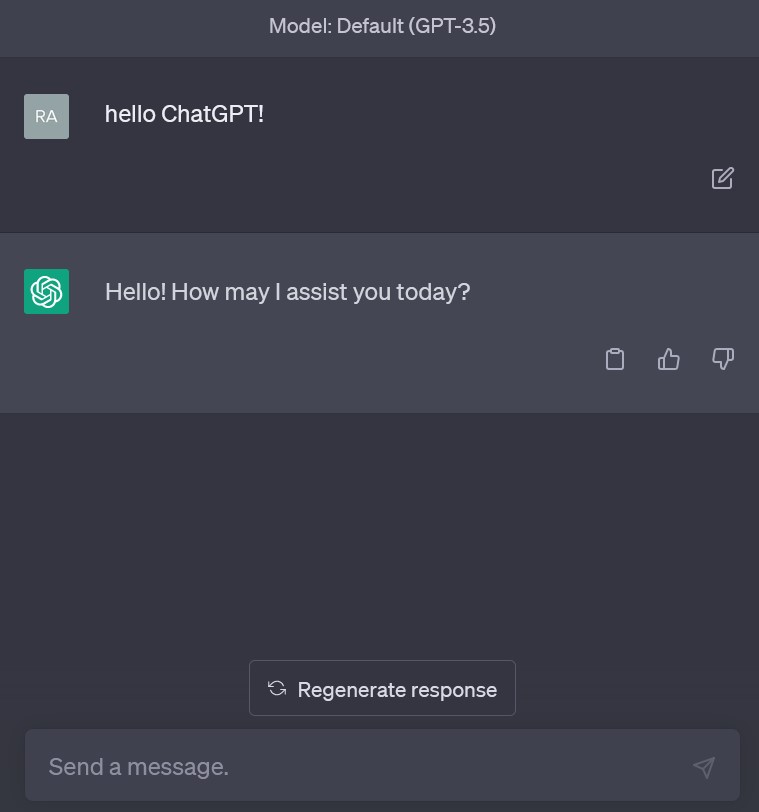 Model: Default (GPT-3.5)
RA
hello ChatGPT!
Hello! How may I assist you today?
Regenerate response
Send a message.